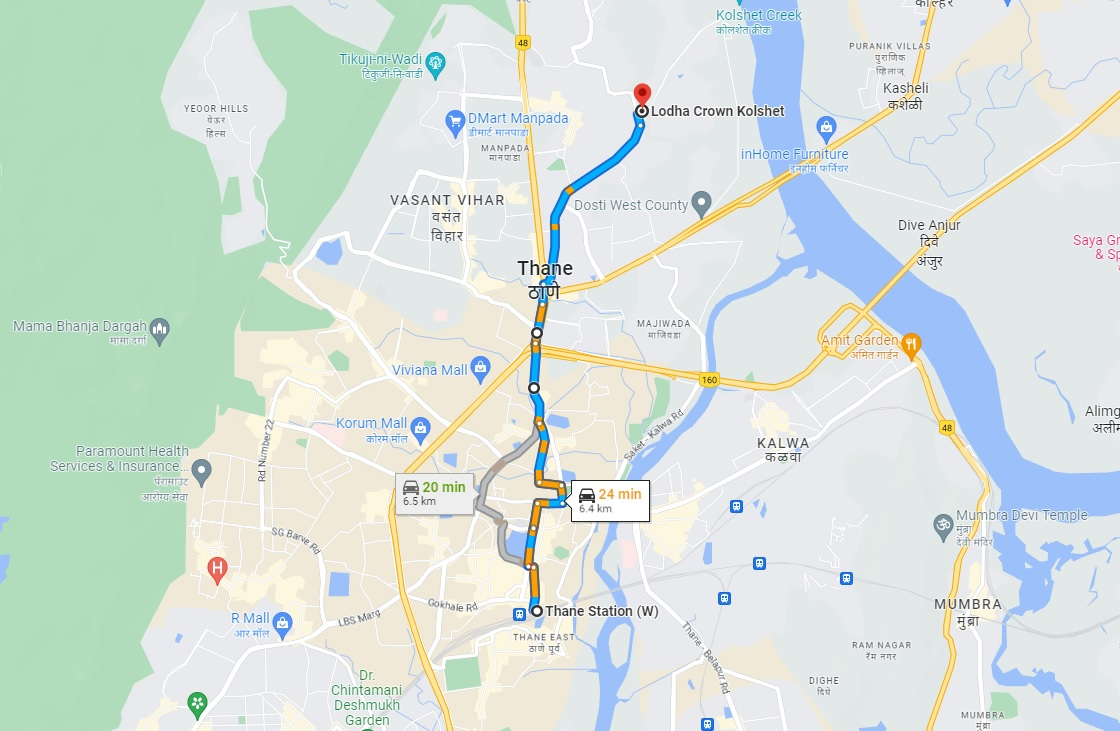 Kolshet Creek
कोलशेत क्रीक
48
PURANIK VILLAS
पुराणिक
व्हिलाज़्
Tikuji-ni-Wadi
टिकुजी-नि-वाडी
Kasheli
कशेळी
YEOOR HILLS
येऊर
हिल्स
Lodha Crown Kolshet
DMart Manpada
डीमार्ट मानपाडा
MANPADA
मानपाडा
inHome Furniture
इनहोम फर्निचर
VASANT VIHAR
वसंत
विहार
Dosti West County
Dive Anjur
दिवे
अंजुर
Saya Gr
& Sp
Thane
ठाणे
Mama Bhanja Dargah
मामा दर्गा
MAJIWADA
माजिवडा
Amit Garden
अमित गार्डन
Viviana Mall
160
Korum Mall
कोरम मॉल
Saket - Kalwa Rd
Alimg
अलीम
48
Rd Number 22
KALWA
कळवा
Paramount Health
Services & Insurance...
पॅरामाउंट
आरोग्य सेवा
20 min
6.5 km
24 min
6.4 km
Mumbra Devi Temple
मुंब्रा
देवी मंदिर
SG Barve Rd
H
R Mall
आर मॉल
LBS Marg
Gokhale Rd
Thane Station (W)
THANE EAST
ठाणे पूर्व
MUMBRA
मुंब्रा
Thane - Belapur Rd
RAM NAGAR
रॅम नगर
DIGHE
दिघे
Dr.
Chintamani
Deshmukh
Garden
MUMBRA
मुंब्रा